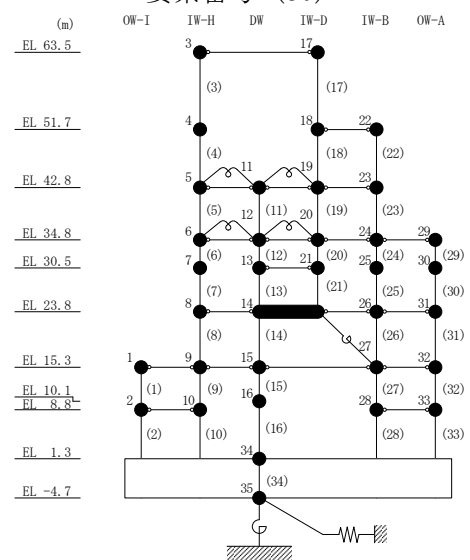 (m) OW-I IW-H DW IW-D IW-B OW-A
EL 63.5 3 17
(3) (17)
EL 51.7 4 18 22
(4) (18) (22)
EL 42.8 5 11 19 23
(5) (11) (19) (23)
EL 34.8 6 12 20 24 29
(6) (12) (20) (24) (29)
EL 30.5 7 13 21 25 30
(7) (13) (21) (25) (30)
EL 23.8 8 14 26 31
(8) (14) (26) (31)
27
EL 15.3 1 9 15 32
(1) (9) (15) (27) (32)
EL 10.1 16
EL 8.8 2 10 28 33
(2) (10) (16) (28) (33)
EL 1.3 34
(34)
EL -4.7 35